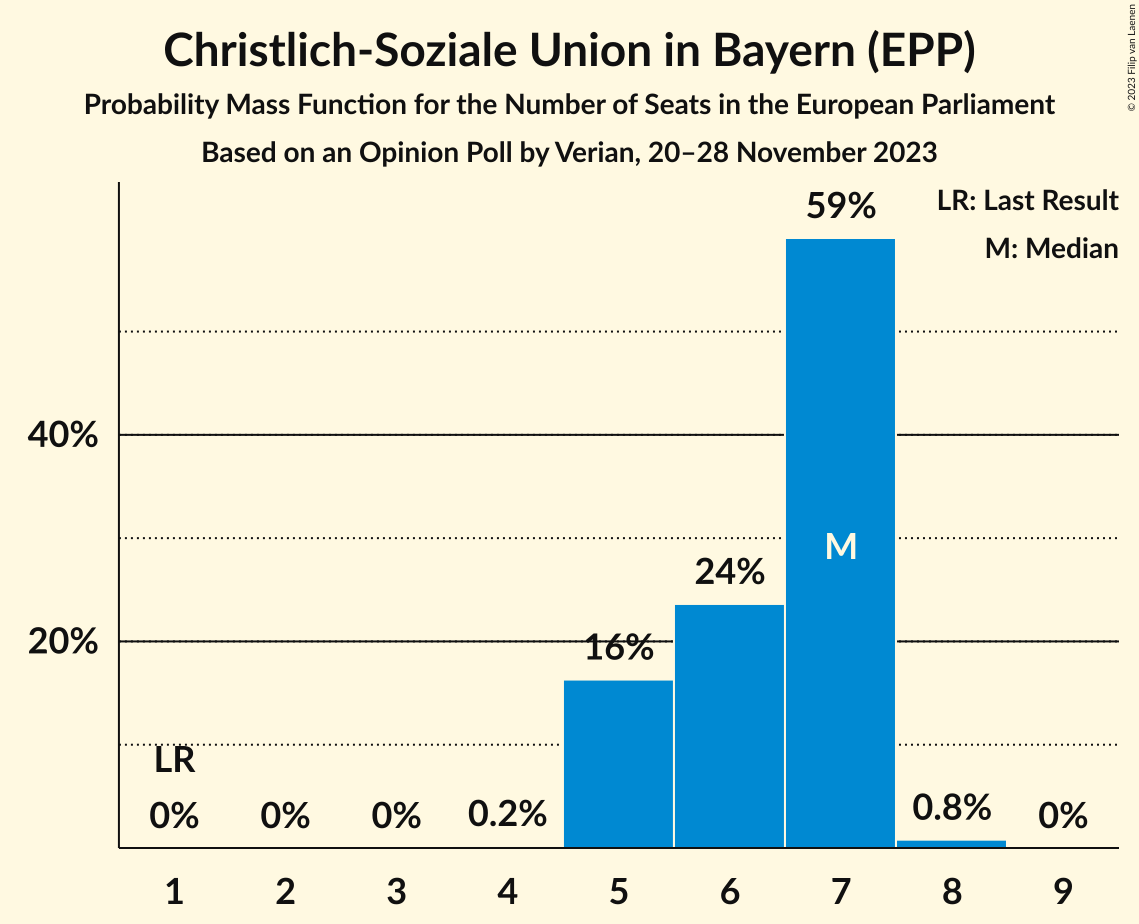 Christlich-Soziale Union in Bayern (EPP)
Probability Mass Function for the Number of Seats in the European Parliament
Based on an Opinion Poll by Verian, 20–28 November 2023
© 2023 Filip van Laenen
LR: Last Result
M: Median
59%
40%
M
24%
20%
16%
LR
0%
0%
0%
0.2%
0.8%
0%
1 2 3 4 5 6 7 8 9